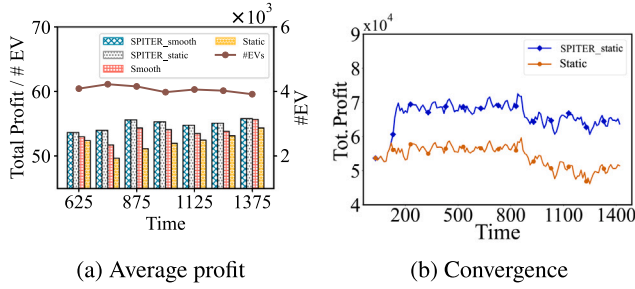 ×10³
70
60
50
6
4
2
Total Profit / # EV
#EV
SPITER_smooth
SPITER_static
Smooth
Static
#EVs
625
875
1125
1375
Time
(a) Average profit
×10⁴
9
8
7
6
5
4
Tot. Profit
SPITER_static
Static
200
500
800
1100
1400
Time
(b) Convergence